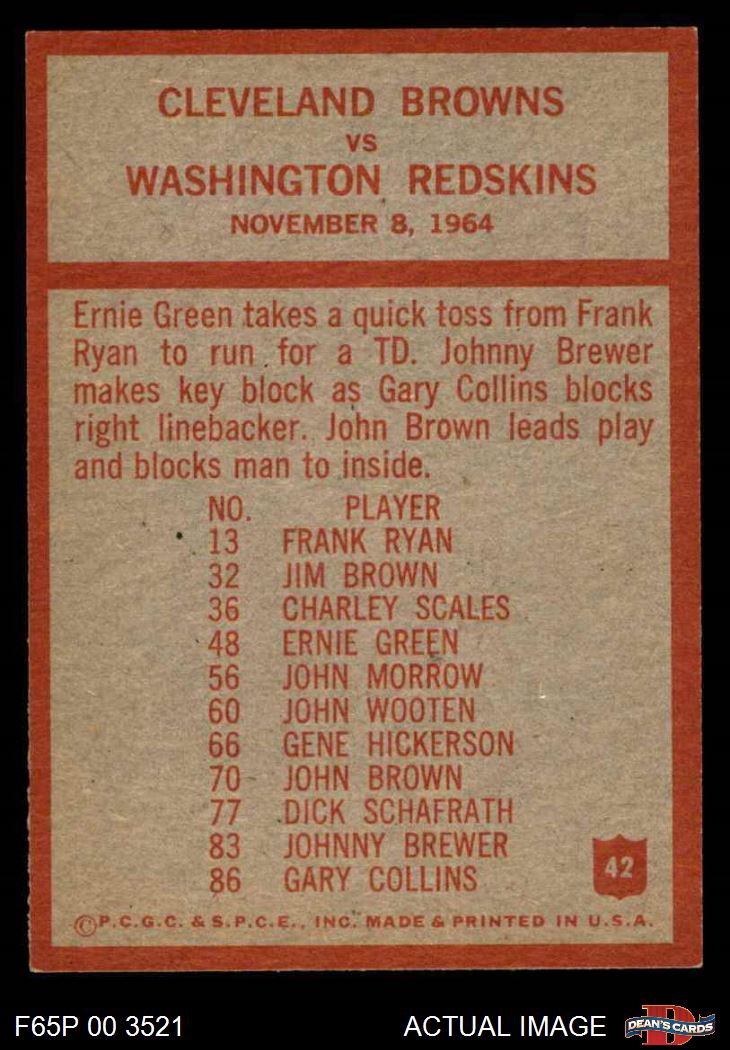 CLEVELAND BROWNS
VS
WASHINGTON REDSKINS
NOVEMBER 8, 1964
Ernie Green takes a quick toss from Frank
Ryan to run for a TD. Johnny Brewer
makes key block as Gary Collins blocks
right linebacker. John Brown leads play
and blocks man to inside.
NO. PLAYER
13 FRANK RYAN
32 JIM BROWN
36 CHARLEY SCALES
48 ERNIE GREEN
56 JOHN MORROW
60 JOHN WOOTEN
66 GENE HICKERSON
70 JOHN BROWN
77 DICK SCHAFRATH
83 JOHNNY BREWER
86 GARY COLLINS
42
©P.C.G.C. & S.P.C.E., INC. MADE & PRINTED IN U.S.A.
F65P 00 3521
ACTUAL IMAGE
D
DEAN'S CARDS